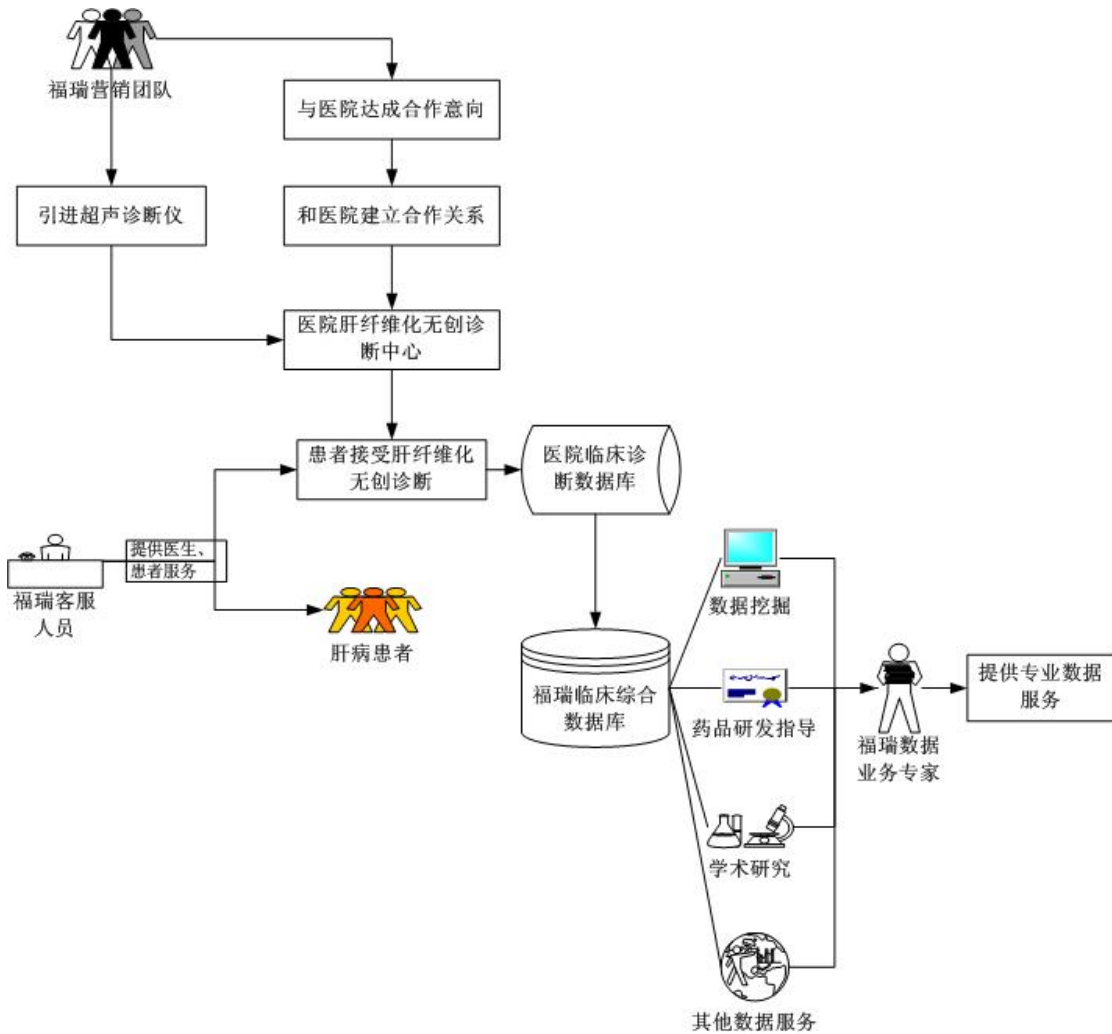 福瑞营销团队
与医院达成合作意向
引进超声诊断仪
和医院建立合作关系
医院肝纤维化无创诊
断中心
患者接受肝纤维化
无创诊断
医院临床诊
断数据库
提供医生、
患者服务
福瑞客服
人员
肝病患者
数据挖掘
福瑞临床综合
数据库
药品研发指导
福瑞数据
业务专家
提供专业数据
服务
学术研究
其他数据服务